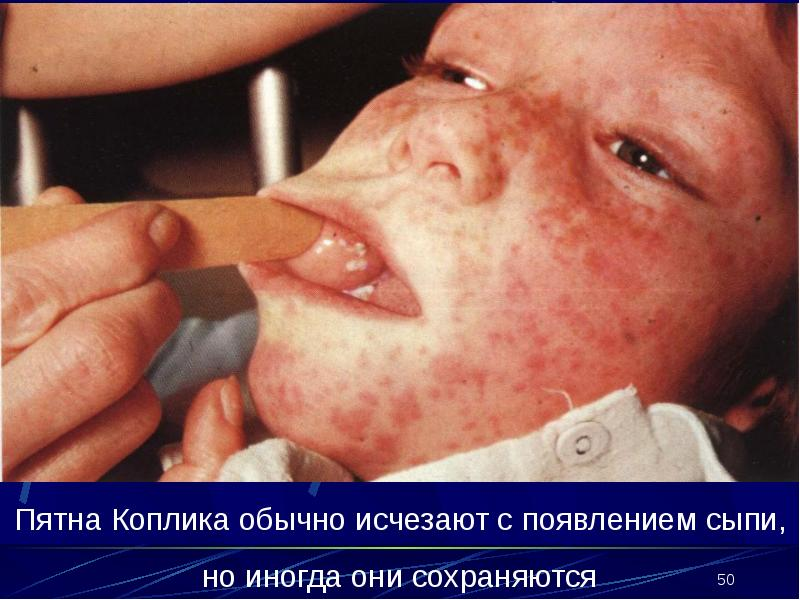 Пятна Коплика обычно исчезают с появлением сыпи,
но иногда они сохраняются
50